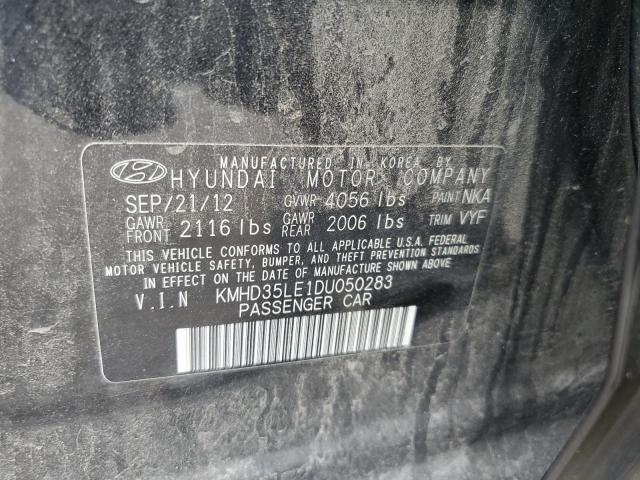 MANUFACTURED IN KOREA BY
HYUNDAI MOTOR COMPANY
SEP/21/12 GVWR 4056 lbs PAINT NKA
GAWR FRONT 2116 lbs GAWR REAR 2006 lbs TRIM VYF
THIS VEHICLE CONFORMS TO ALL APPLICABLE U.S.A. FEDERAL
MOTOR VEHICLE SAFETY, BUMPER, AND THEFT PREVENTION STANDARDS
IN EFFECT ON THE DATE OF MANUFACTURE SHOWN ABOVE.
V.I.N KMHD35LE1DU050283
PASSENGER CAR